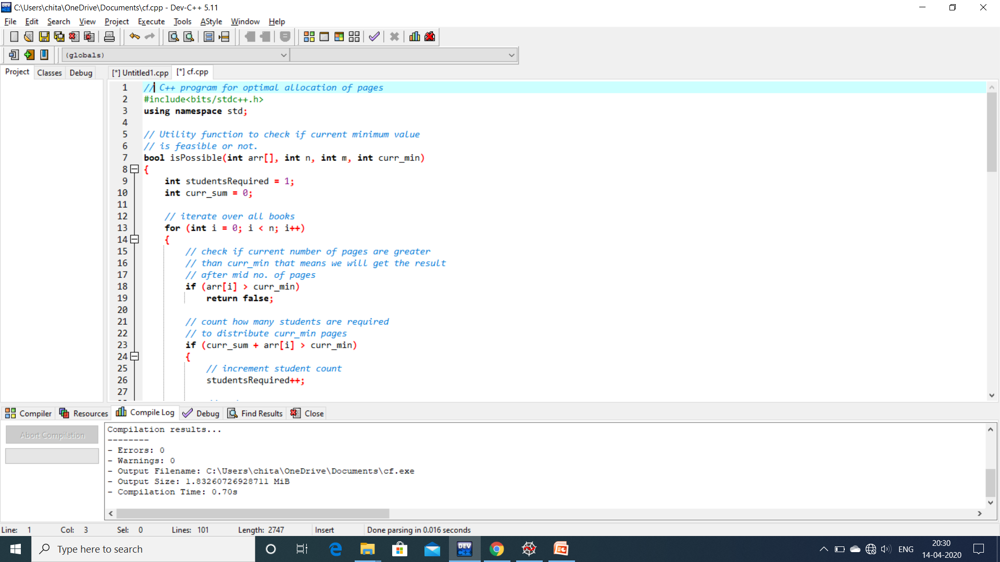 C:\Users\chita\OneDrive\Documents\cf.cpp - Dev-C++ 5.11
File Edit Search View Project Execute Tools AStyle Window Help
(globals)
Project Classes Debug [*] Untitled1.cpp [*] cf.cpp
1 // C++ program for optimal allocation of pages
2 #include<bits/stdc++.h>
3 using namespace std;
4
5 // Utility function to check if current minimum value
6 // is feasible or not.
7 bool isPossible(int arr[], int n, int m, int curr_min)
8 {
9 int studentsRequired = 1;
10 int curr_sum = 0;
11
12 // iterate over all books
13 for (int i = 0; i < n; i++)
14 {
15 // check if current number of pages are greater
16 // than curr_min that means we will get the result
17 // after mid no. of pages
18 if (arr[i] > curr_min)
19 return false;
20
21 // count how many students are required
22 // to distribute curr_min pages
23 if (curr_sum + arr[i] > curr_min)
24 {
25 // increment student count
26 studentsRequired++;
27
Compiler Resources Compile Log Debug Find Results Close
Abort Compilation
Compilation results...
--------
- Errors: 0
- Warnings: 0
- Output Filename: C:\Users\chita\OneDrive\Documents\cf.exe
- Output Size: 1.83260726928711 MiB
- Compilation Time: 0.70s
Line: 1 Col: 3 Sel: 0 Lines: 101 Length: 2747 Insert Done parsing in 0.016 seconds
Type here to search
DEV C++
ENG
20:30
14-04-2020